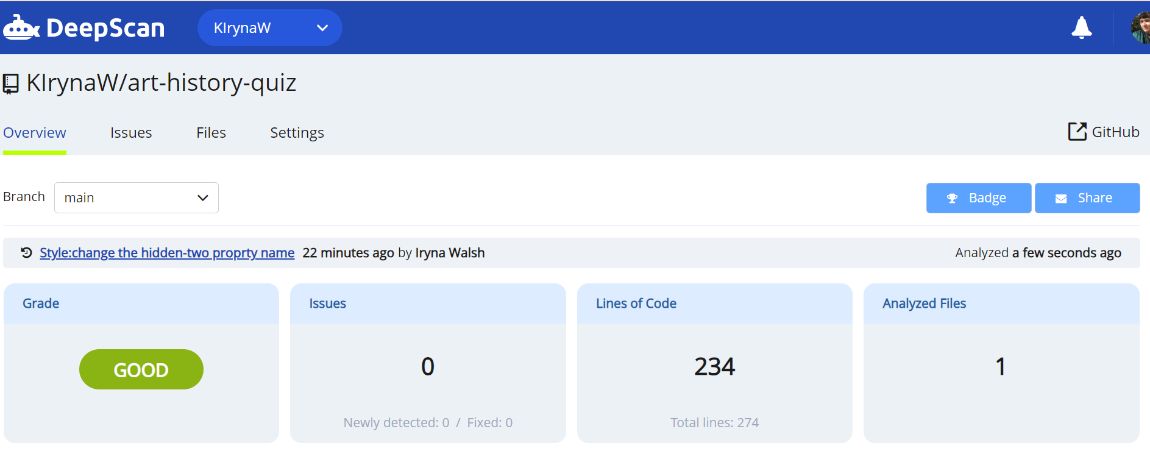 DeepScan KIrynaW
KIrynaW/art-history-quiz
Overview Issues Files Settings GitHub
Branch main Badge Share
Style:change the hidden-two proprty name 22 minutes ago by Iryna Walsh Analyzed a few seconds ago
Grade Issues Lines of Code Analyzed Files
GOOD 0 234 1
Newly detected: 0 / Fixed: 0 Total lines: 274